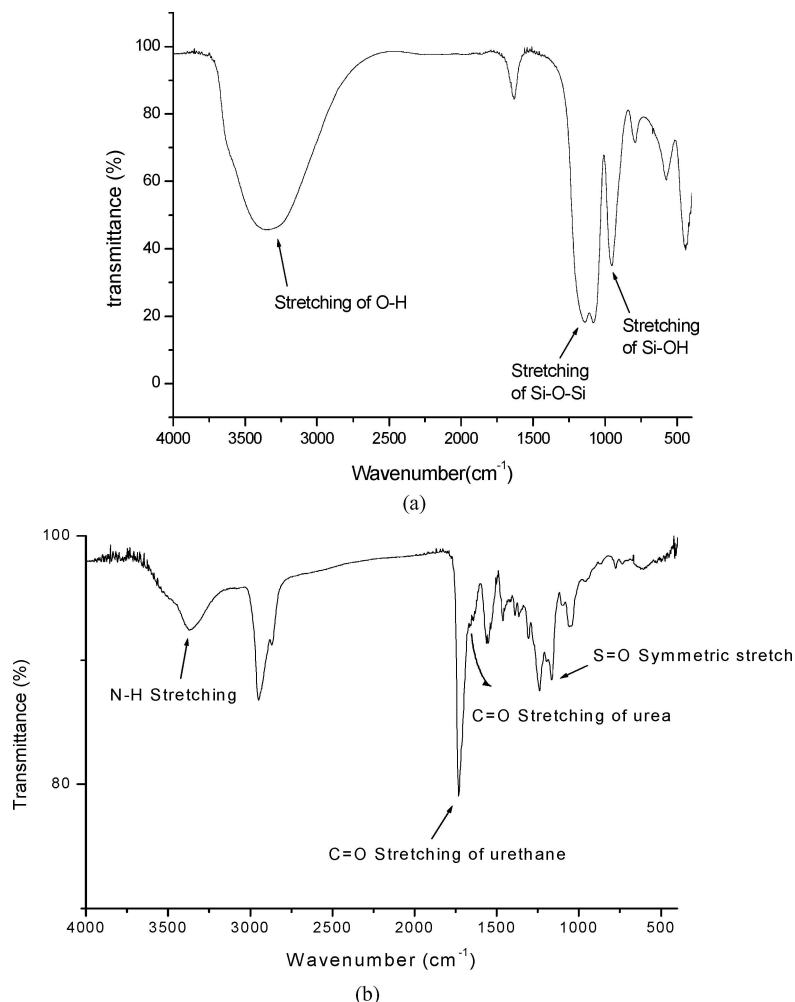 100
80
60
40
20
0
transmittance (%)
Stretching of O-H
Stretching
of Si-O-Si
Stretching
of Si-OH
4000 3500 3000 2500 2000 1500 1000 500
Wavenumber(cm-1)
(a)
100
80
Transmittance (%)
N-H Stretching
S=O Symmetric stretch
C=O Stretching of urea
C=O Stretching of urethane
4000 3500 3000 2500 2000 1500 1000 500
Wavenumber (cm-1)
(b)